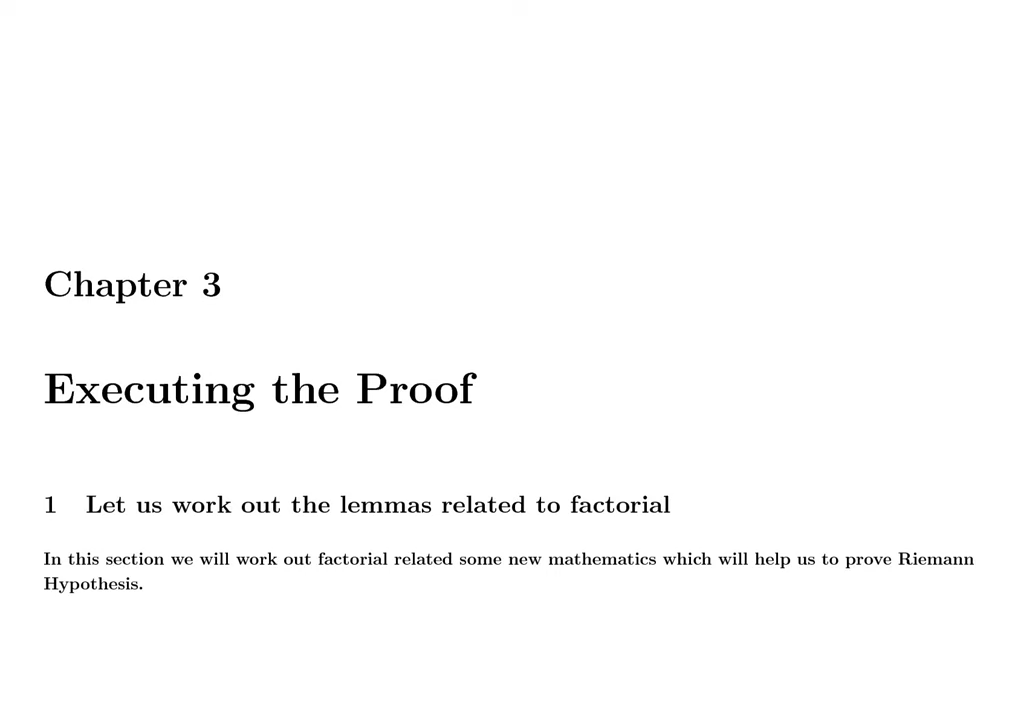 Chapter 3
Executing the Proof
1 Let us work out the lemmas related to factorial
In this section we will work out factorial related some new mathematics which will help us to prove Riemann
Hypothesis.